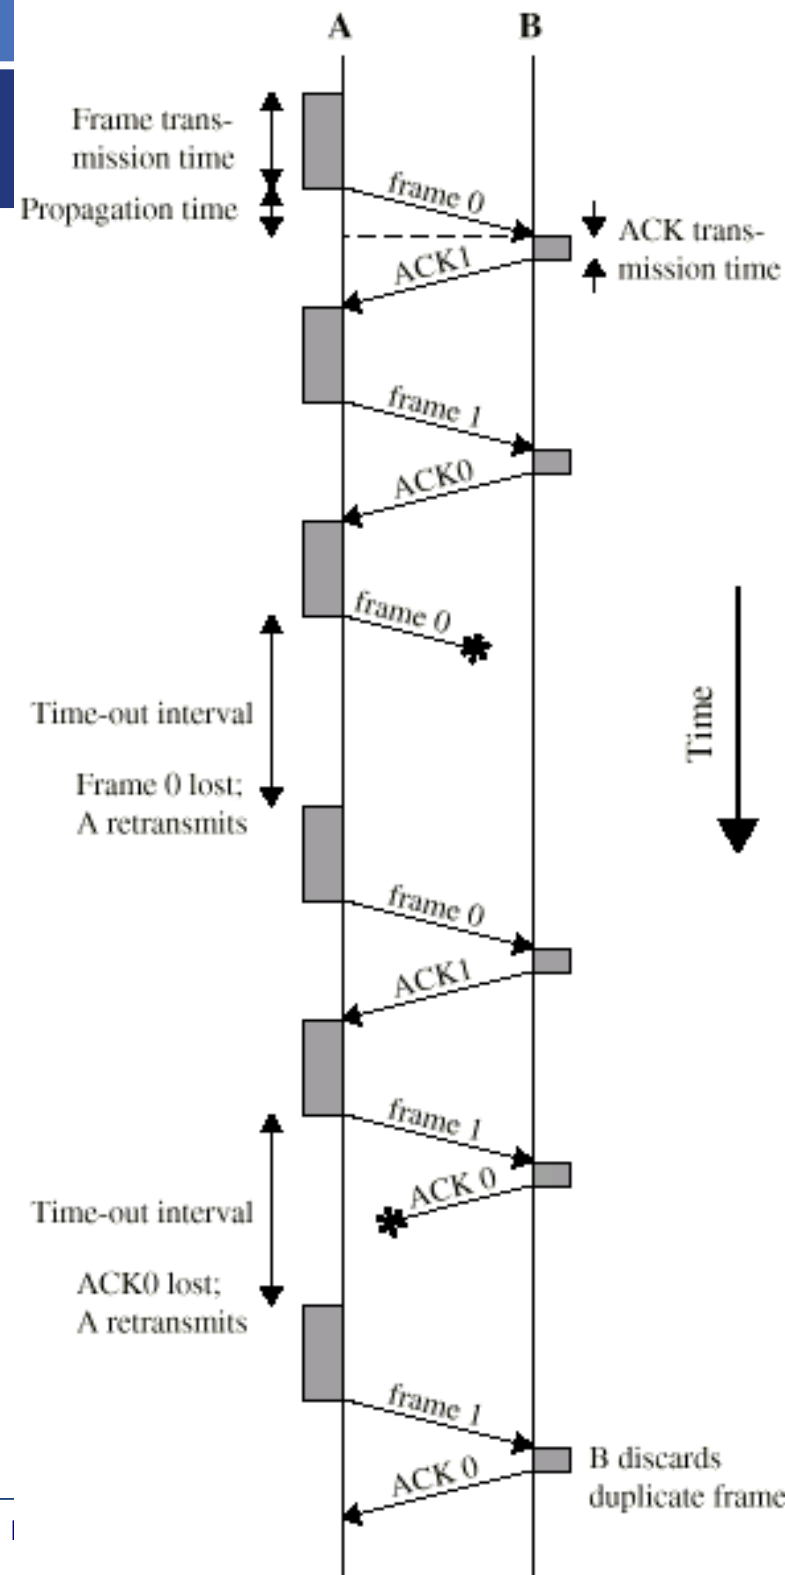 A
B
Frame trans-
mission time
Propagation time
frame 0
ACK trans-
mission time
ACK1
frame 1
ACK0
frame 0
Time-out interval
Time
Frame 0 lost;
A retransmits
frame 0
ACK1
frame 1
ACK 0
Time-out interval
ACK0 lost;
A retransmits
frame 1
ACK 0
B discards
duplicate frame